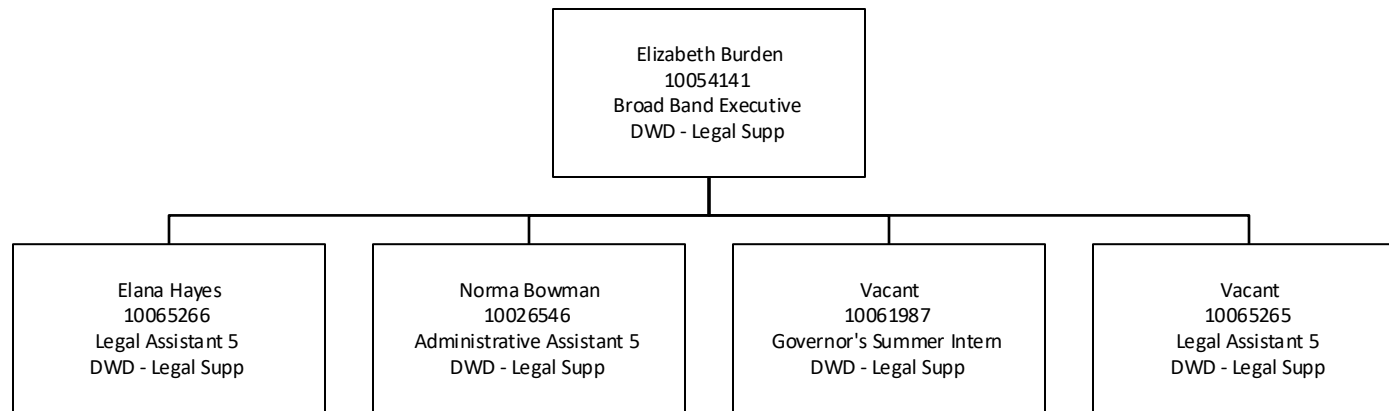 Elizabeth Burden
10054141
Broad Band Executive
DWD - Legal Supp
Elana Hayes
10065266
Legal Assistant 5
DWD - Legal Supp
Norma Bowman
10026546
Administrative Assistant 5
DWD - Legal Supp
Vacant
10061987
Governor's Summer Intern
DWD - Legal Supp
Vacant
10065265
Legal Assistant 5
DWD - Legal Supp